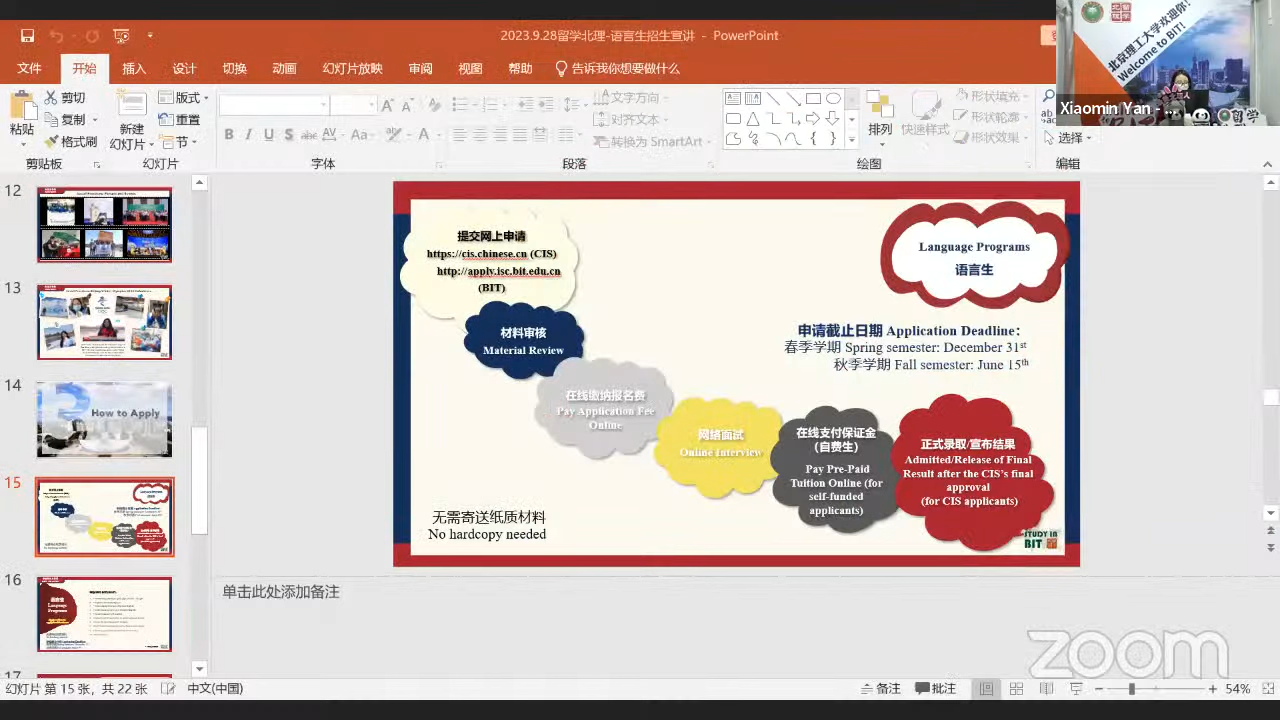 2023.9.28留学北理-语言生招生宣讲 - PowerPoint
文件 开始 插入 设计 切换 动画 幻灯片放映 审阅 视图 帮助 告诉我你想要做什么
北京理工大学欢迎你!
Welcome to BIT!
Xiaomin Yan - ...
粘贴
剪切
复制
格式刷
剪贴板
新建
幻灯片
版式
重置
节
幻灯片
B I U S abc AV Aa A
字体
文字方向
对齐文本
转换为 SmartArt
段落
排列
快速样式
形状填充
形状轮廓
形状效果
绘图
选择
编辑
12
13
14
How to Apply
15
16
17
提交网上申请
https://cis.chinese.cn (CIS)
http://apply.isc.bit.edu.cn
(BIT)
材料审核
Material Review
在线缴纳报名费
Pay Application Fee
Online
网络面试
Online Interview
在线支付保证金
(自费生)
Pay Pre-Paid
Tuition Online (for
self-funded
applicants)
正式录取/宣布结果
Admitted/Release of Final
Result after the CIS's final
approval
(for CIS applicants)
Language Programs
语言生
申请截止日期 Application Deadline:
春季学期 Spring semester: December 31st
秋季学期 Fall semester: June 15th
无需寄送纸质材料
No hardcopy needed
STUDY IN
BIT
单击此处添加备注
zoom
幻灯片 第 15 张, 共 22 张 中文(中国) 备注 批注 54%